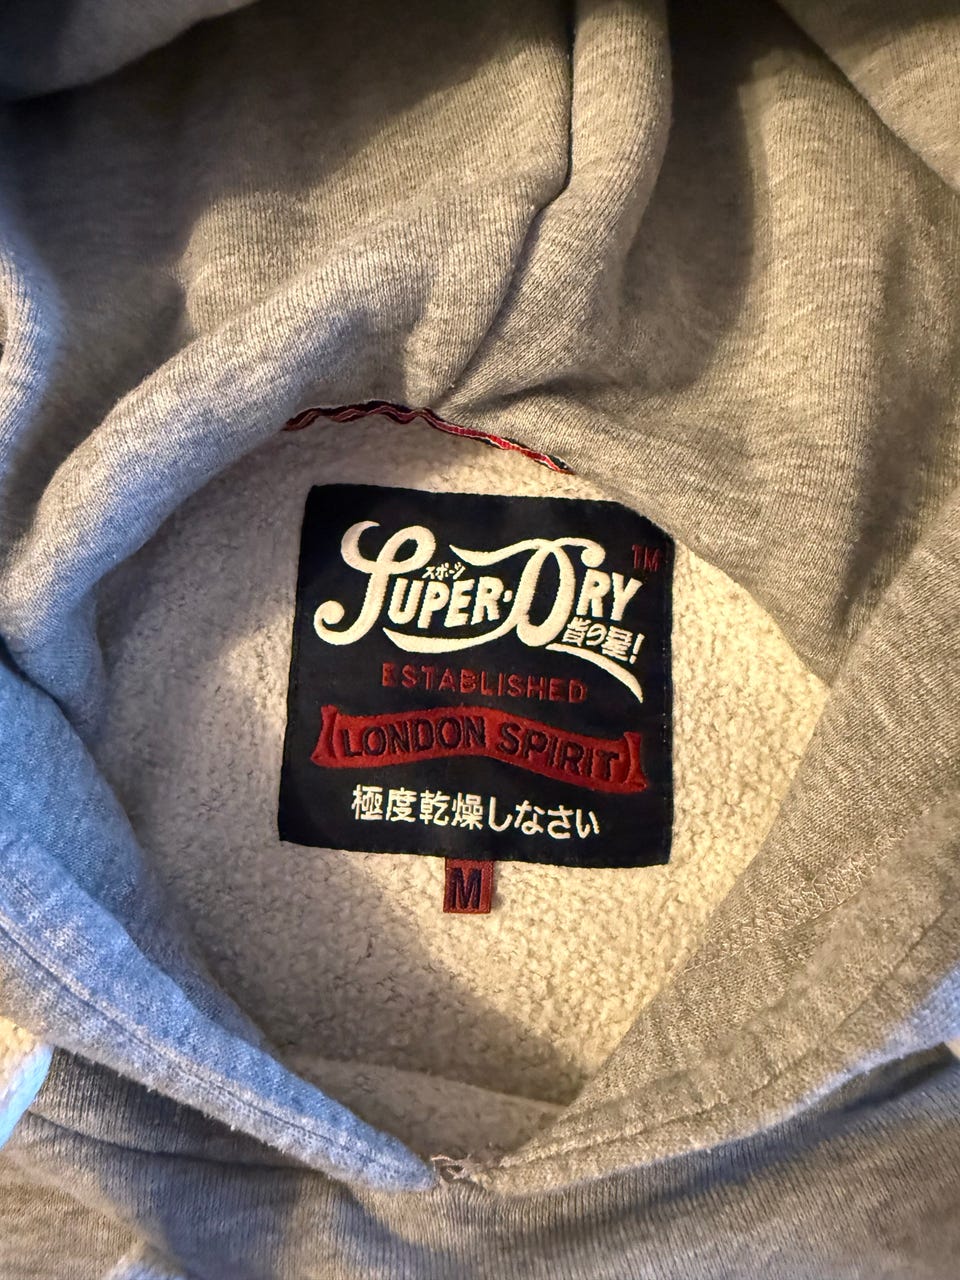 SUPER·DRY TM
スポーツ
皆の星!
ESTABLISHED
LONDON SPIRIT
極度乾燥しなさい
M